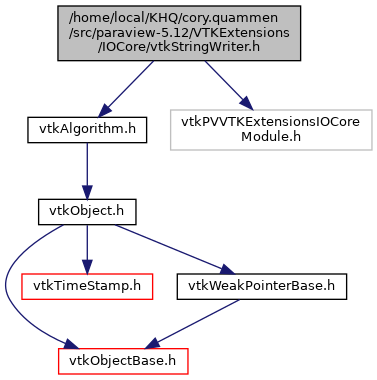 /home/local/KHQ/cory.quammen
/src/paraview-5.12/VTKExtensions
/IOCore/vtkStringWriter.h
vtkAlgorithm.h
vtkPVVTKExtensionsIOCore
Module.h
vtkObject.h
vtkTimeStamp.h
vtkWeakPointerBase.h
vtkObjectBase.h